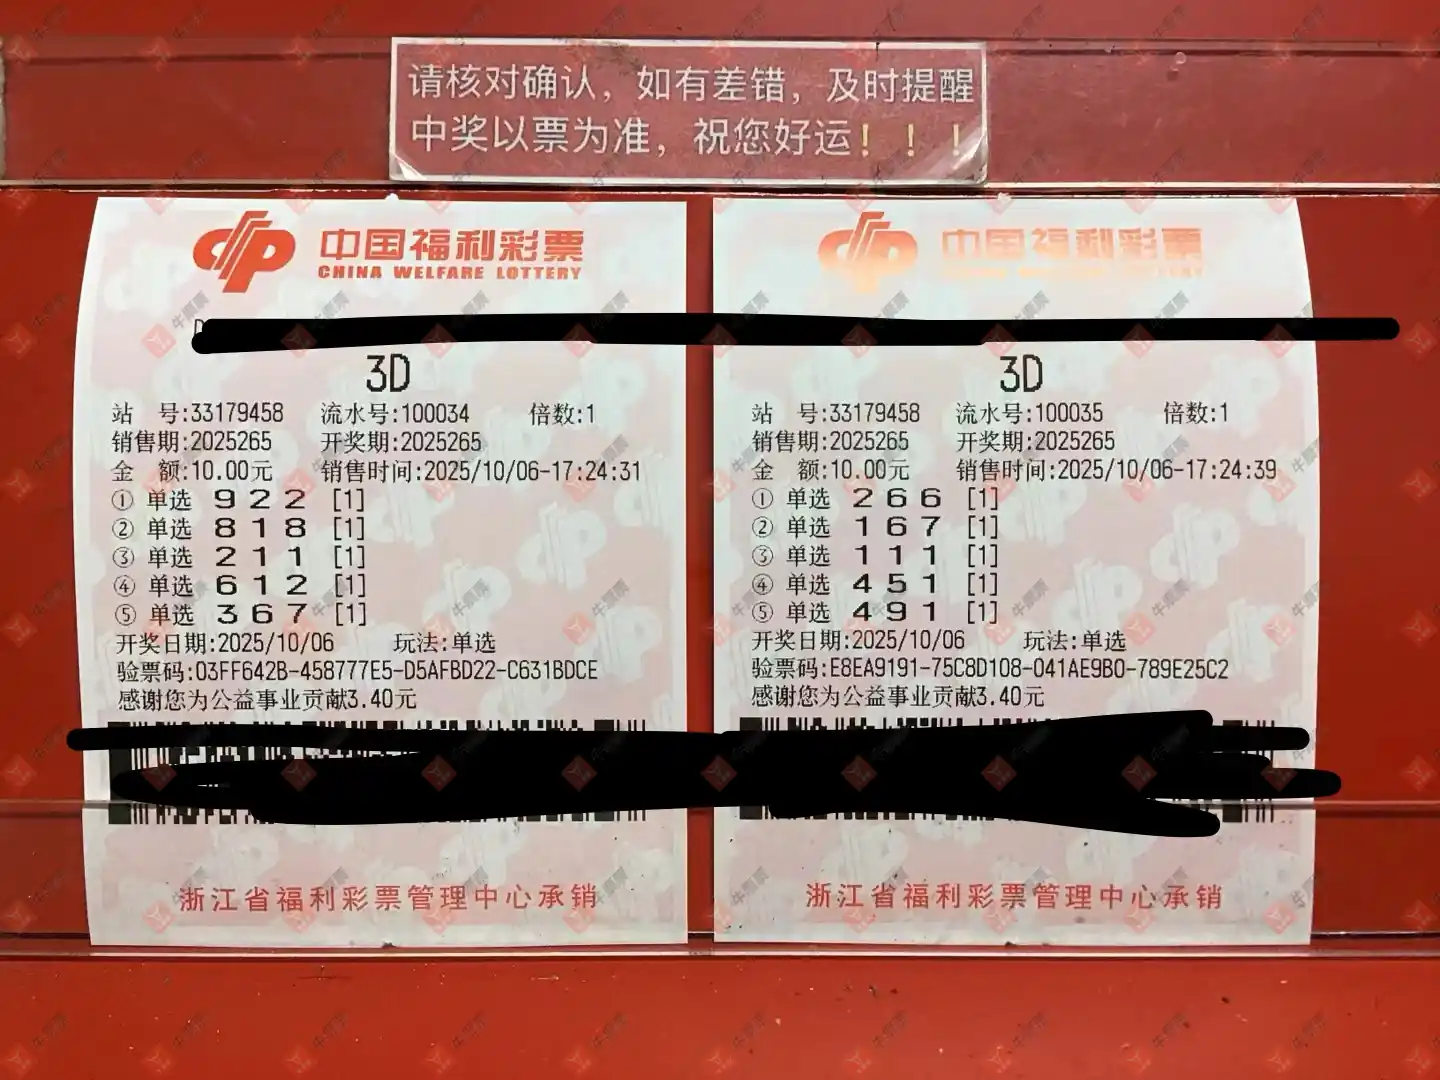 请核对确认，如有差错，及时提醒
中奖以票为准，祝您好运！！！
中国福利彩票
CHINA WELFARE LOTTERY
3D
站 号:33179458 流水号:100034 倍数:1
销售期:2025265 开奖期:2025265
金 额:10.00元 销售时间:2025/10/06-17:24:31
① 单选 9 2 2 [1]
② 单选 8 1 8 [1]
③ 单选 2 1 1 [1]
④ 单选 6 1 2 [1]
⑤ 单选 3 6 7 [1]
开奖日期:2025/10/06 玩法:单选
验票码:03FF642B-458777E5-D5AFBD22-C631BDCE
感谢您为公益事业贡献3.40元
浙江省福利彩票管理中心承销
中国福利彩票
3D
站 号:33179458 流水号:100035 倍数:1
销售期:2025265 开奖期:2025265
金 额:10.00元 销售时间:2025/10/06-17:24:39
① 单选 2 6 6 [1]
② 单选 1 6 7 [1]
③ 单选 1 1 1 [1]
④ 单选 4 5 1 [1]
⑤ 单选 4 9 1 [1]
开奖日期:2025/10/06 玩法:单选
验票码:E8EA9191-75C8D108-041AE9B0-789E25C2
感谢您为公益事业贡献3.40元
浙江省福利彩票管理中心承销